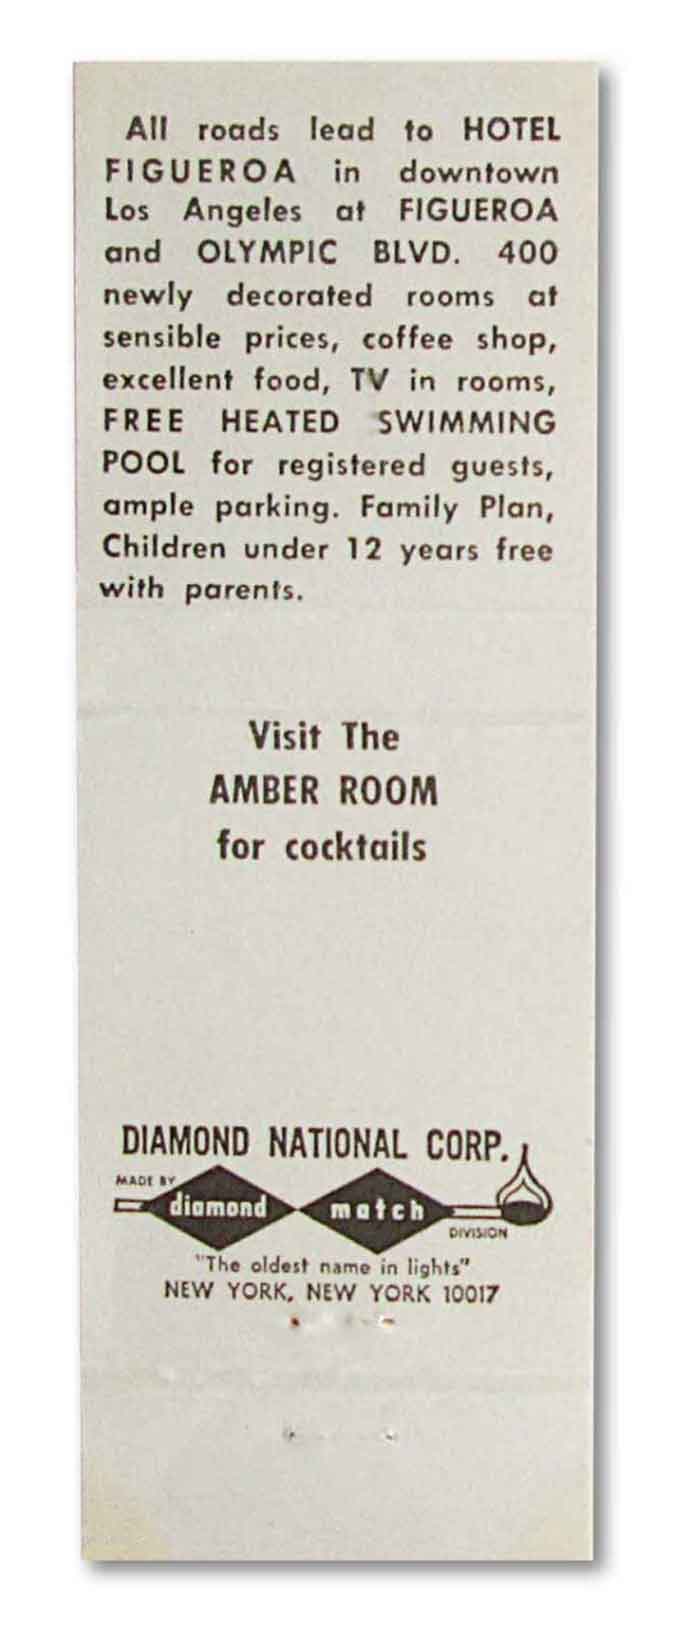 All roads lead to HOTEL
FIGUEROA in downtown
Los Angeles at FIGUEROA
and OLYMPIC BLVD. 400
newly decorated rooms at
sensible prices, coffee shop,
excellent food, TV in rooms,
FREE HEATED SWIMMING
POOL for registered guests,
ample parking. Family Plan,
Children under 12 years free
with parents.
Visit The
AMBER ROOM
for cocktails
DIAMOND NATIONAL CORP.
MADE BY
diamond match
DIVISION
"The oldest name in lights"
NEW YORK, NEW YORK 10017